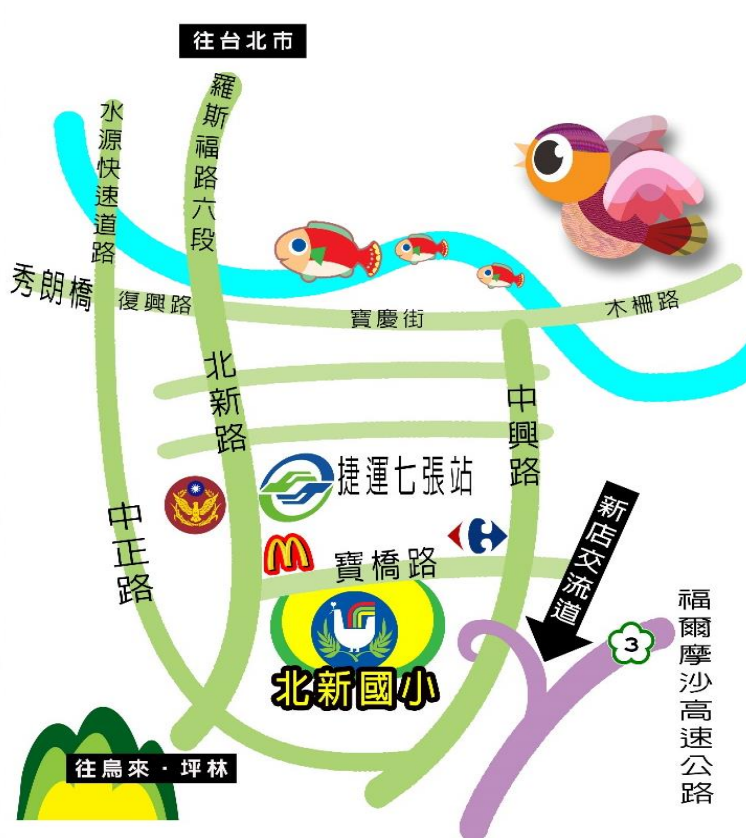 往台北市
羅斯福路六段
水源快速道路
秀朗橋
復興路
寶慶街
木柵路
北新路
中興路
捷運七張站
中正路
寶橋路
新店交流道
3
福爾摩沙高速公路
北新國小
往烏來·坪林